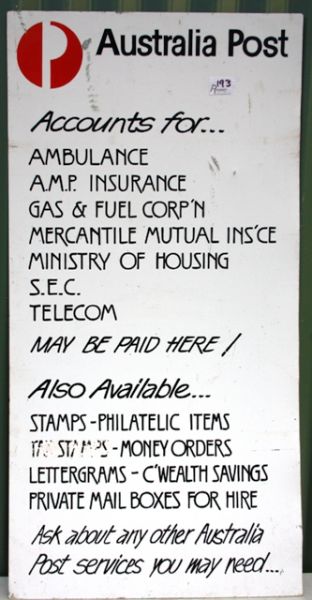 Australia Post
193
Accounts for...
AMBULANCE
A.M.P. INSURANCE
GAS & FUEL CORP'N
MERCANTILE MUTUAL INS'CE
MINISTRY OF HOUSING
S.E.C.
TELECOM
MAY BE PAID HERE /
Also Available...
STAMPS-PHILATELIC ITEMS
TAX STAMPS-MONEY ORDERS
LETTERGRAMS - C'WEALTH SAVINGS
PRIVATE MAIL BOXES FOR HIRE
Ask about any other Australia
Post services you may need...